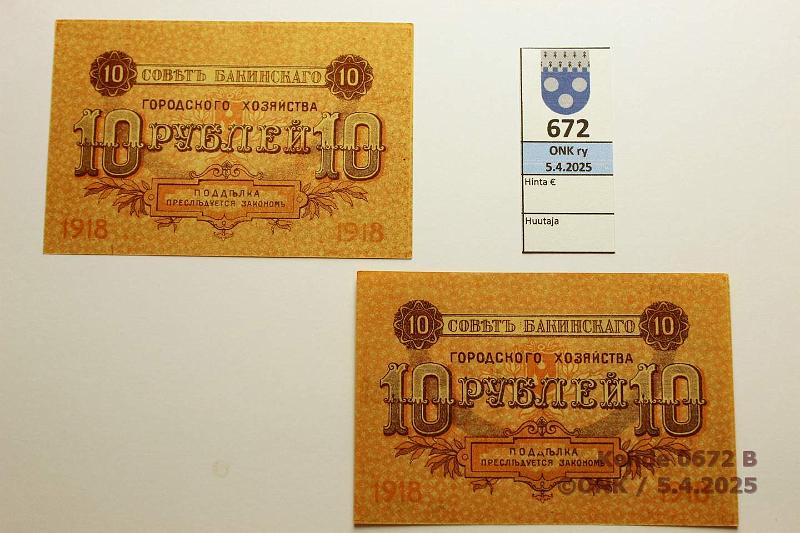 10 СОВѢТЪ БАКИНСКАГО 10
ГОРОДСКОГО ХОЗЯЙСТВА
10 РУБЛЕЙ 10
ПОДДѢЛКА
ПРЕСЛѢДУЕТСЯ ЗАКОНОМЪ
1918 1918
672
ONK ry
5.4.2025
Hinta €
Huutaja
10 СОВѢТЪ БАКИНСКАГО 10
ГОРОДСКОГО ХОЗЯЙСТВА
10 РУБЛЕЙ 10
ПОДДѢЛКА
ПРЕСЛѢДУЕТСЯ ЗАКОНОМЪ
1918
Kohde 0672 B
©ONK / 5.4.2025